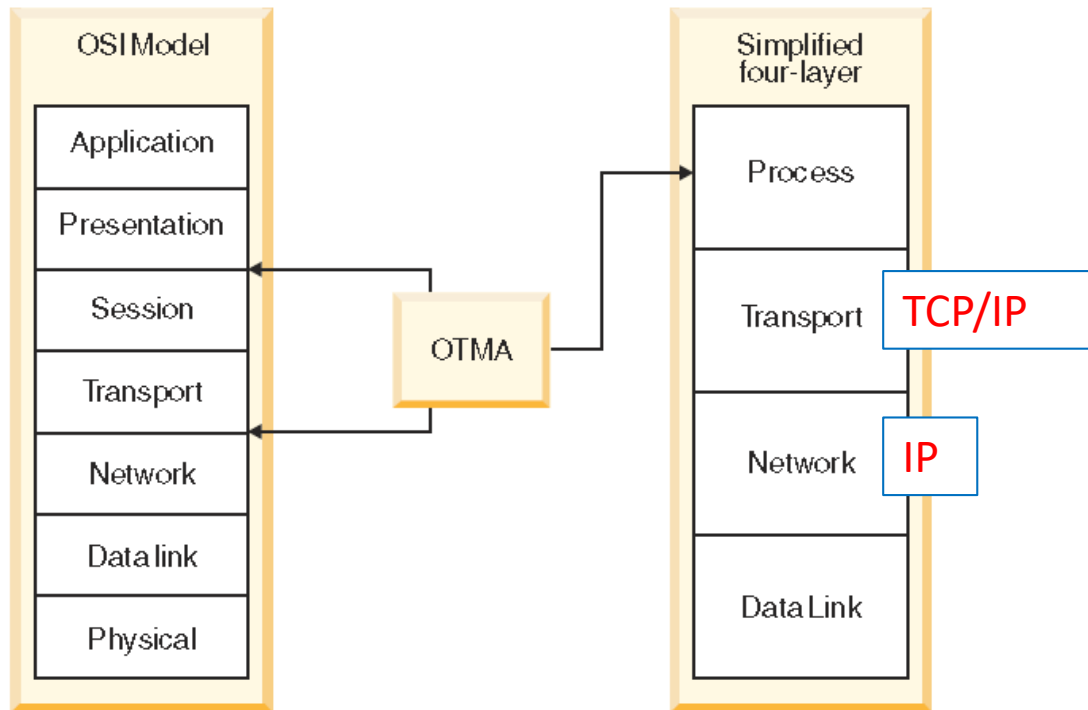 OSI Model
Application
Presentation
Session
Transport
Network
Data link
Physical
OTMA
Simplified
four-layer
Process
Transport
TCP/IP
Network
IP
Data Link